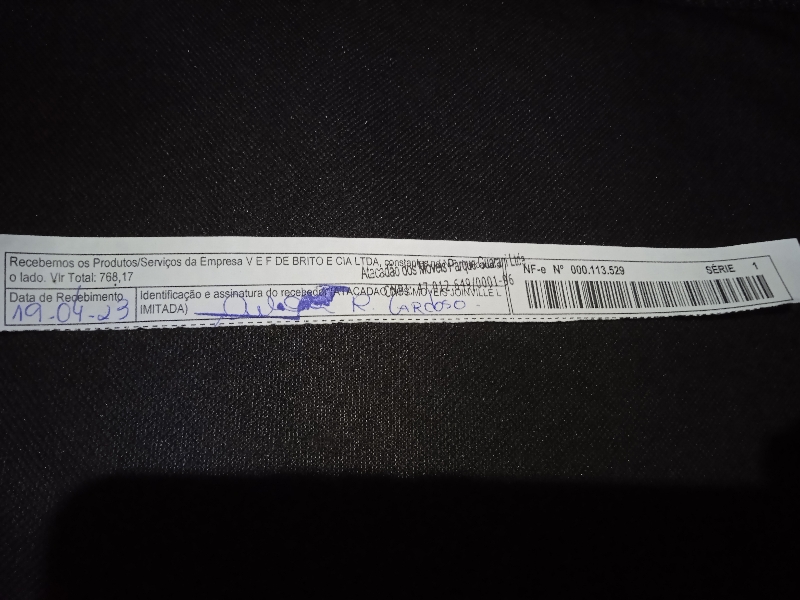 Recebemos os Produtos/Serviços da Empresa V E F DE BRITO E CIA LTDA, constantes na
o lado. Vlr Total: 768,17
Atacadão dos Móveis Parque Guarani Ltda
NF-e Nº 000.113.529 SÉRIE 1
Data de Recebimento
19-04-23
Identificação e assinatura do recebedor (ATACADAO DOS MOVEIS JOINVILLE L
IMITADA)
R. CARDOSO